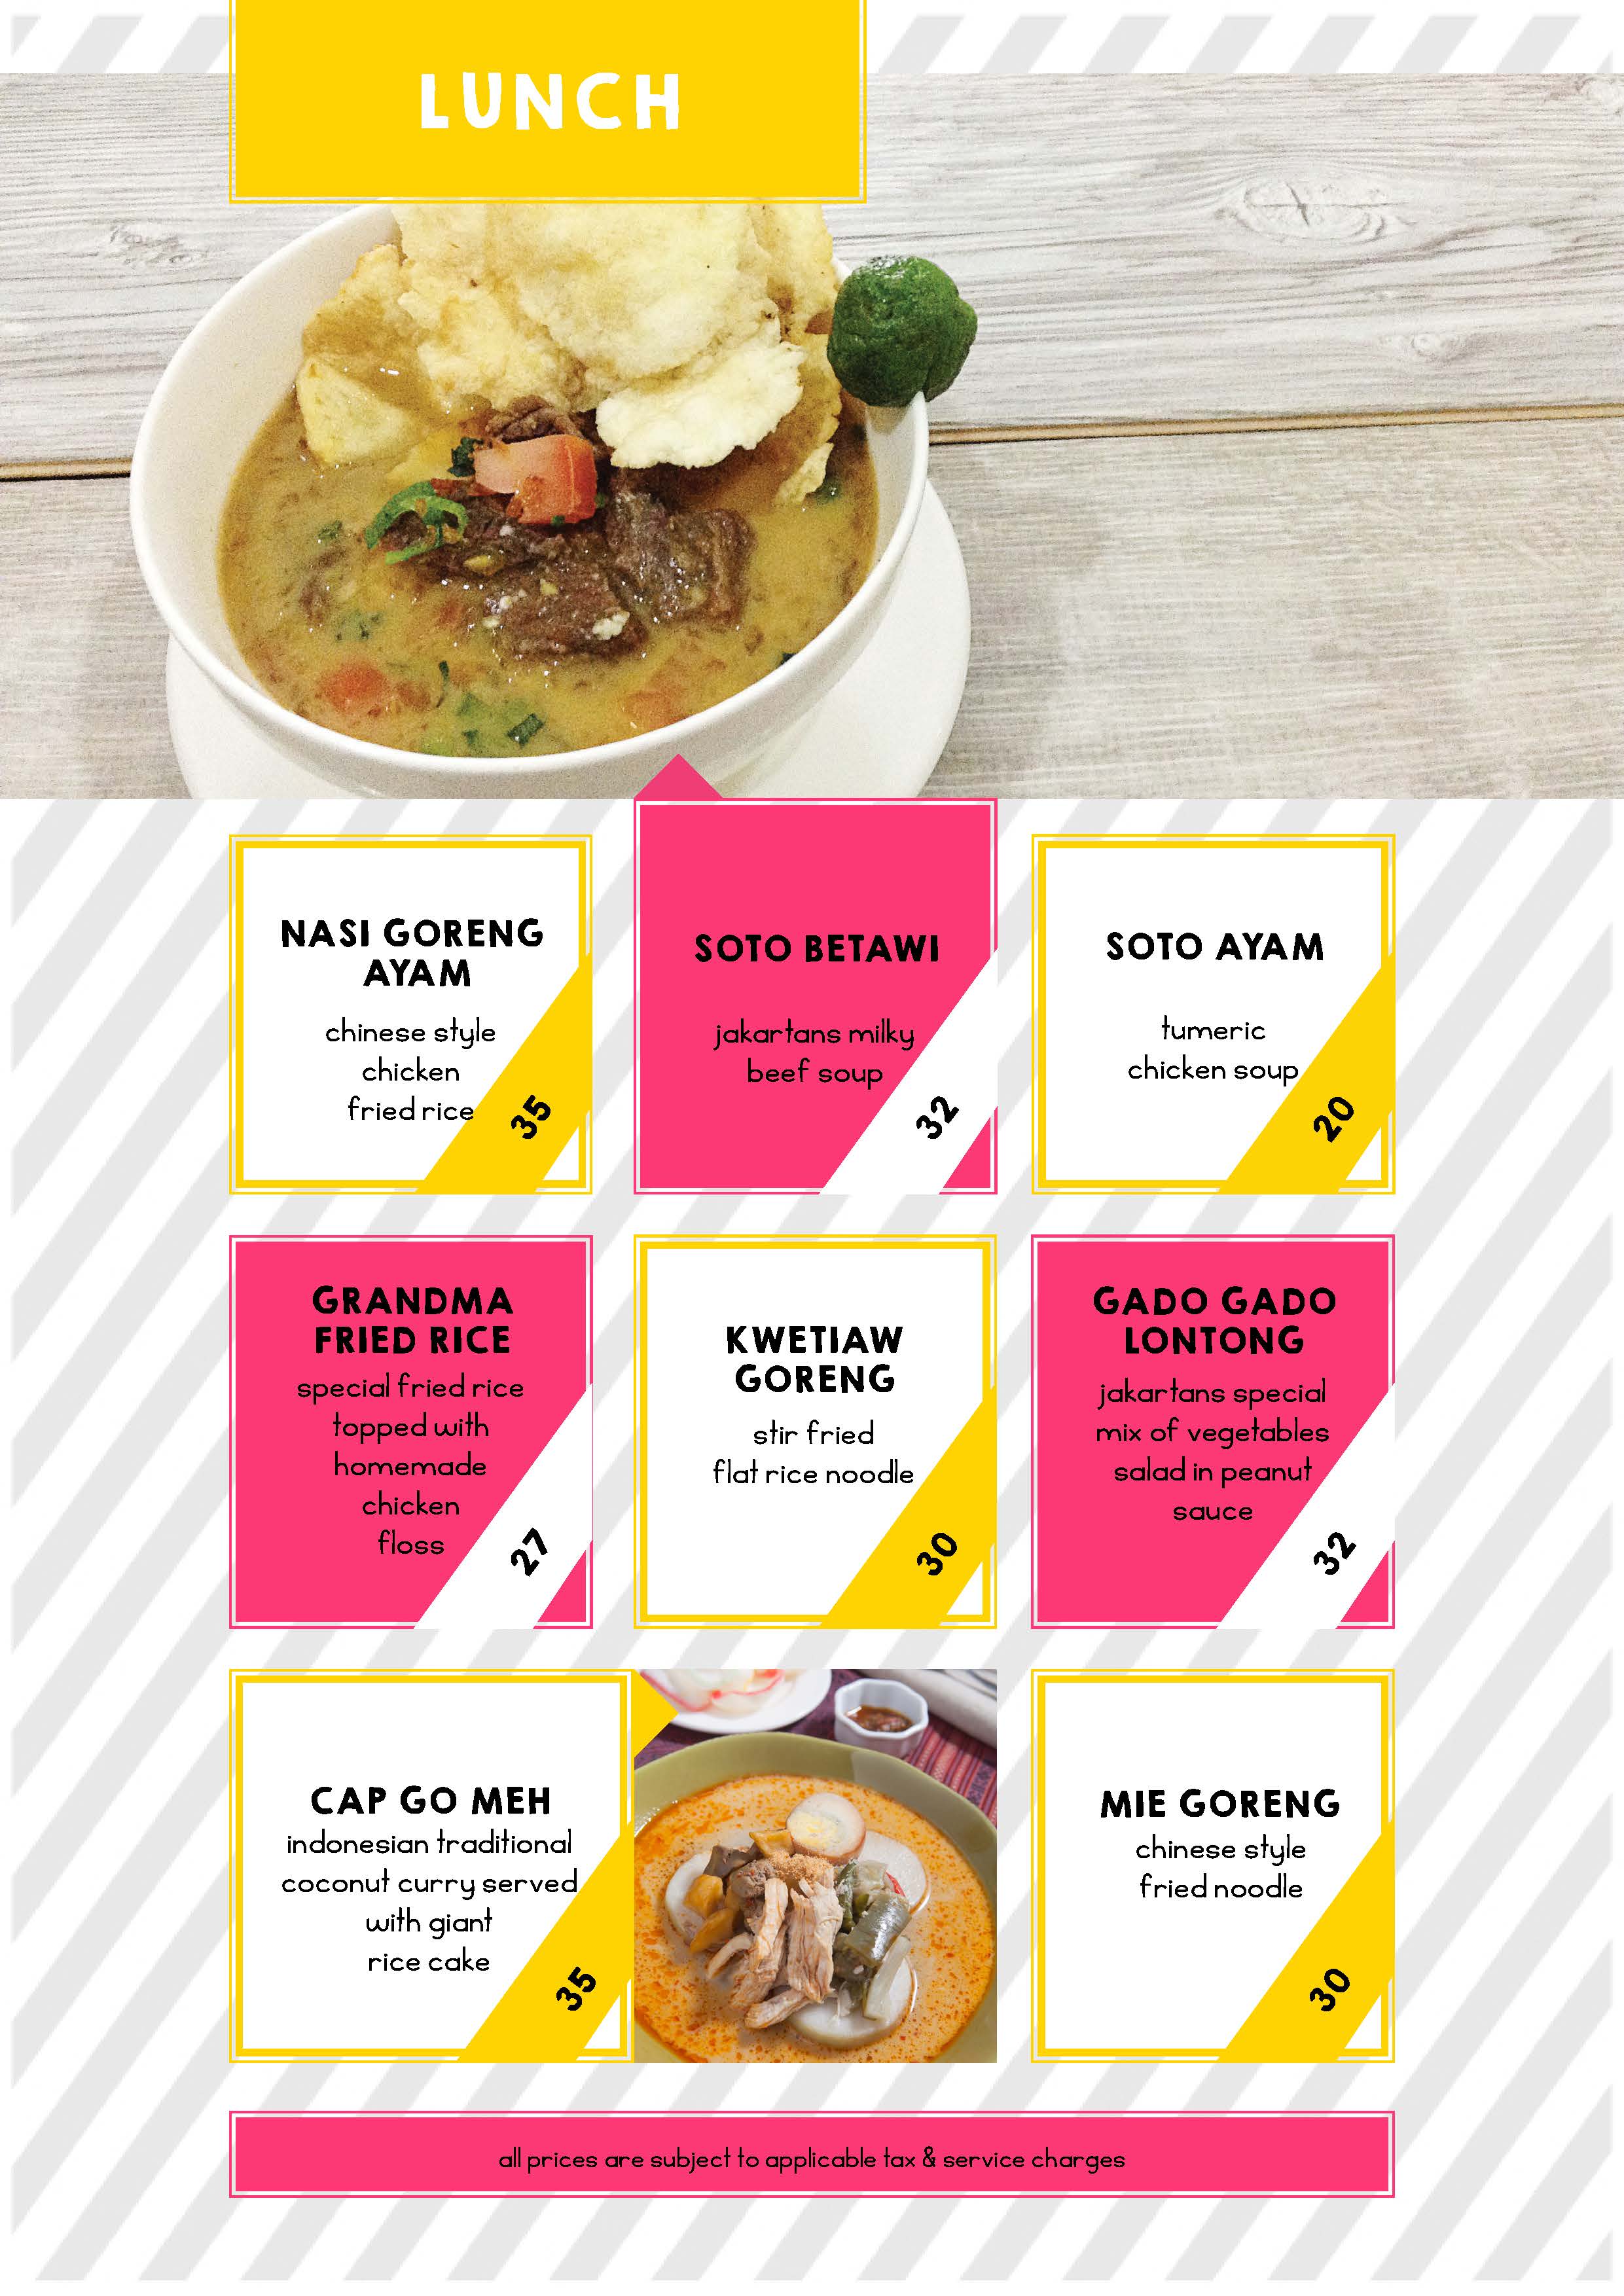 LUNCH
NASI GORENG
AYAM
chinese style
chicken
fried rice
35
SOTO BETAWI
jakartans milky
beef soup
32
SOTO AYAM
tumeric
chicken soup
20
GRANDMA
FRIED RICE
special fried rice
topped with
homemade
chicken
floss
27
KWETIAW
GORENG
stir fried
flat rice noodle
30
GADO GADO
LONTONG
jakartans special
mix of vegetables
salad in peanut
sauce
32
CAP GO MEH
indonesian traditional
coconut curry served
with giant
rice cake
35
MIE GORENG
chinese style
fried noodle
30
all prices are subject to applicable tax & service charges